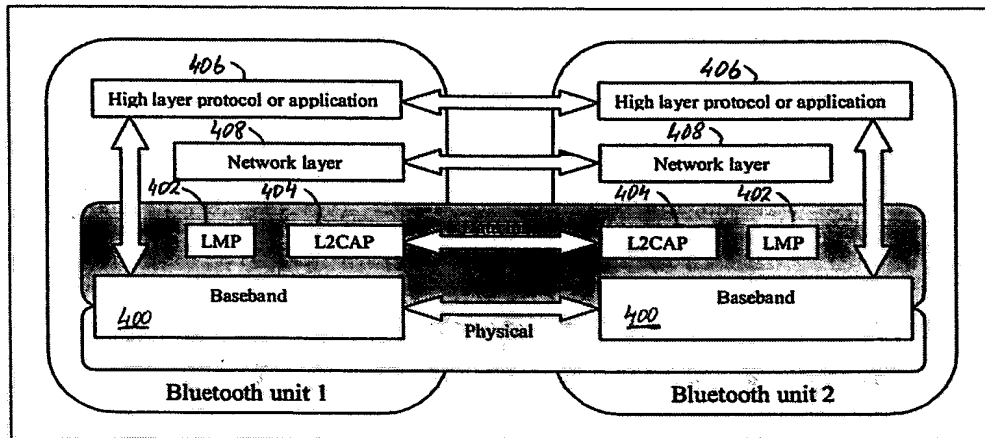 406 406
High layer protocol or application High layer protocol or application
408 408
Network layer Network layer
402 404 404 402
LMP L2CAP L2CAP LMP
Baseband Baseband
400 400
Physical
Bluetooth unit 1 Bluetooth unit 2